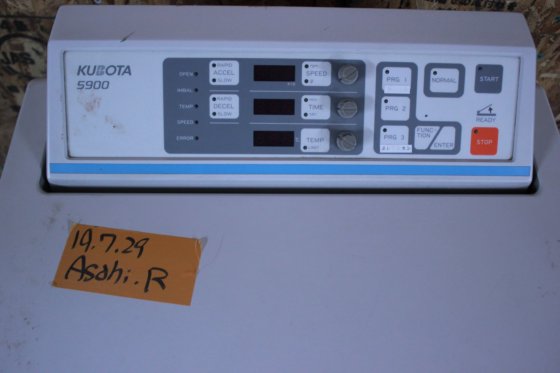 KUBOTA
5900
OPEN
IMBAL
TEMP
SPEED
ERROR
RAPID
ACCEL
SLOW
RAPID
DECEL
SLOW
SPEED
TIME
TEMP
PRG 1
PRG 2
PRG 3
NORMAL
FUNC
TION
ENTER
START
READY
STOP
19.7.29
Asahi.R